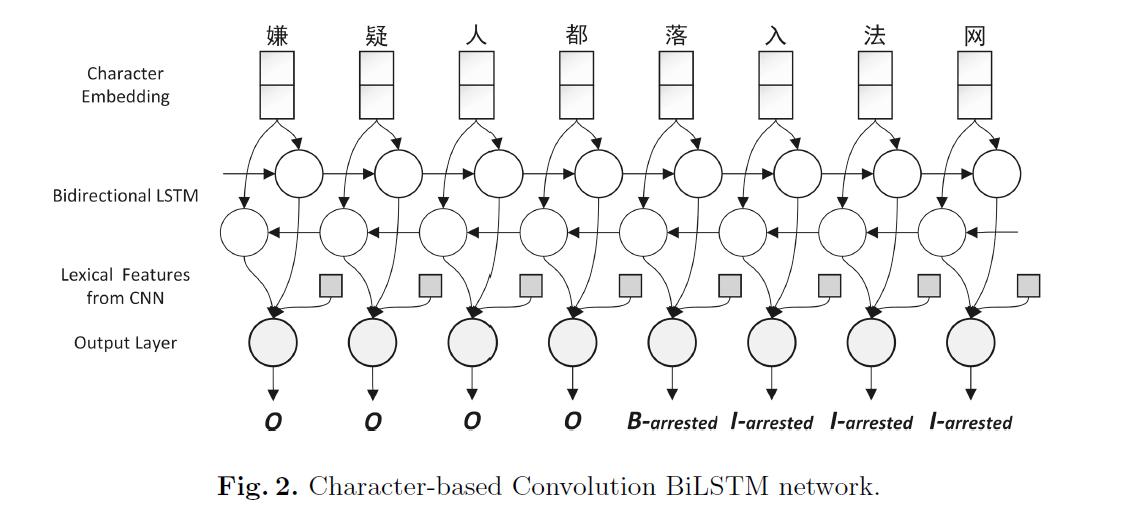 嫌 疑 人 都 落 入 法 网
Character
Embedding
Bidirectional LSTM
Lexical Features
from CNN
Output Layer
O O O O B-arrested I-arrested I-arrested I-arrested
Fig. 2. Character-based Convolution BiLSTM network.